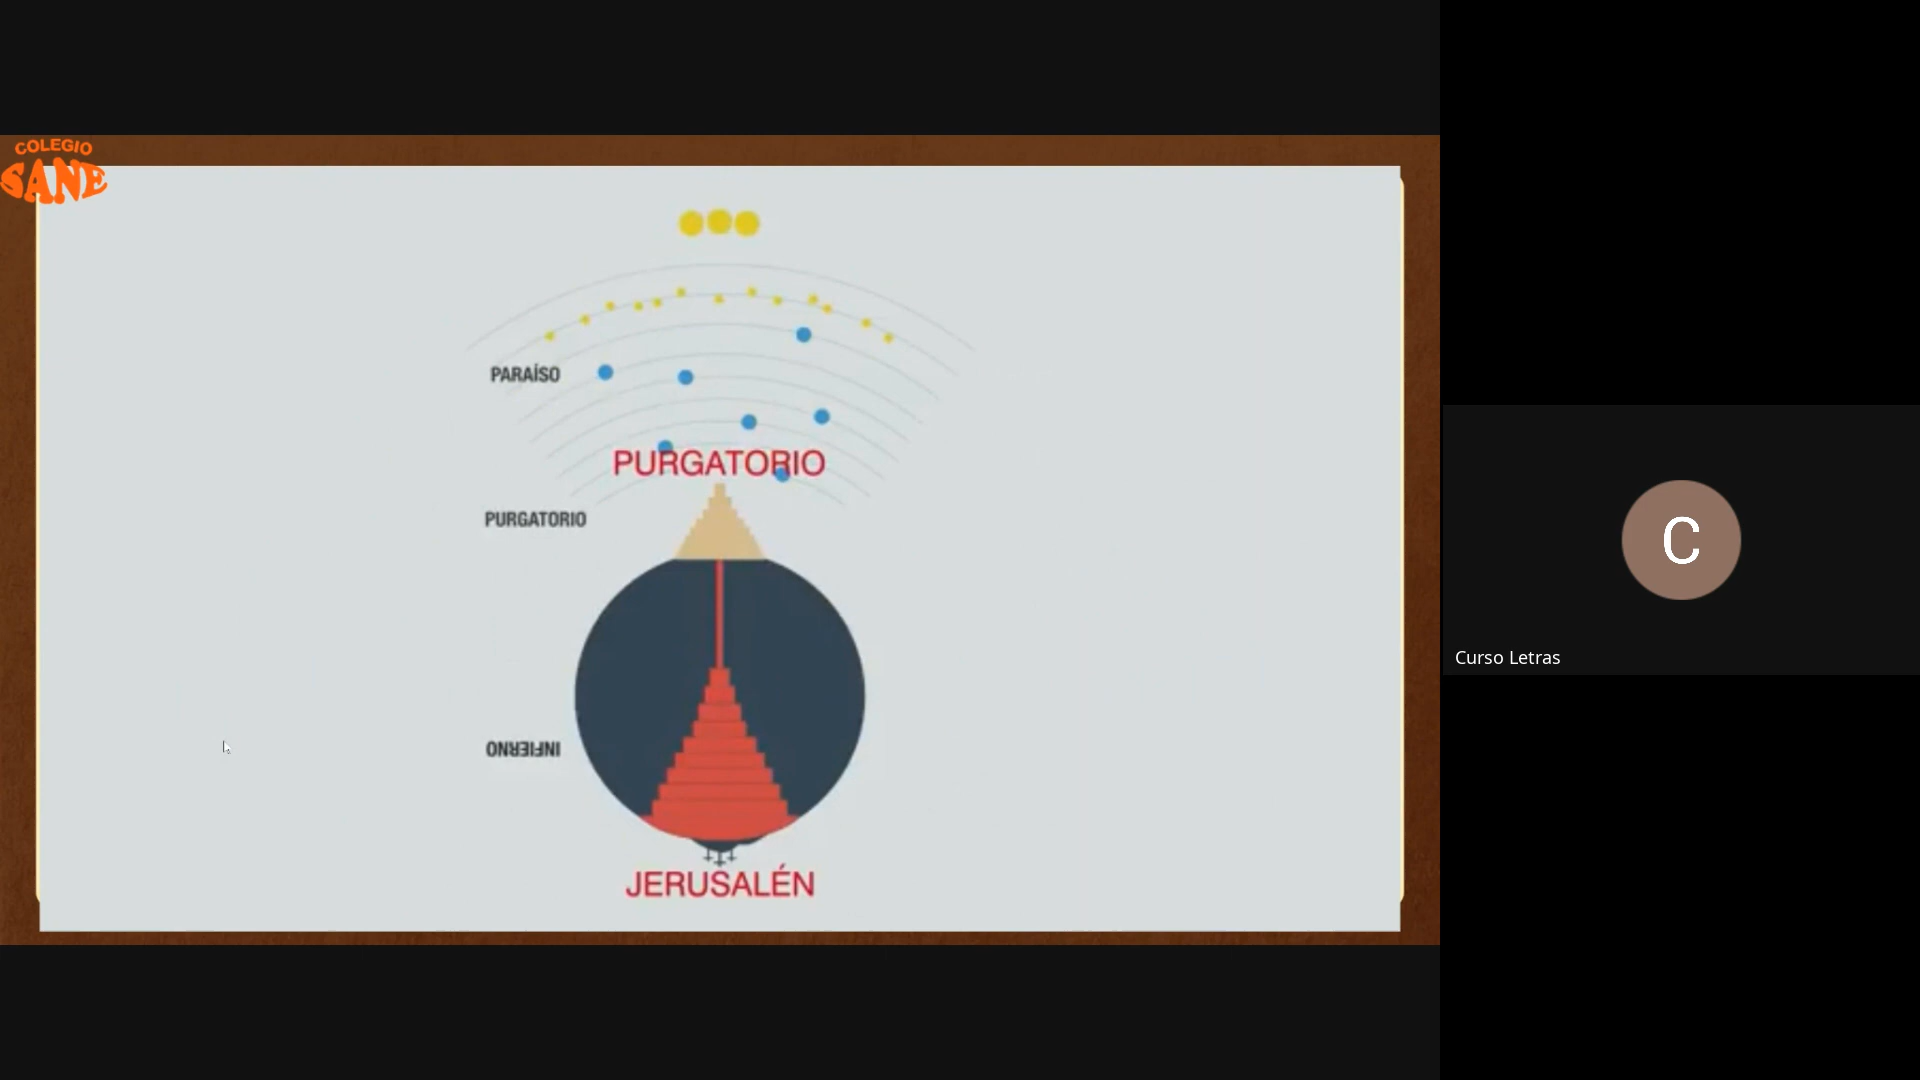 COLEGIO
SANE
PARAÍSO
PURGATORIO
PURGATORIO
INFIERNO
JERUSALÉN
C
Curso Letras